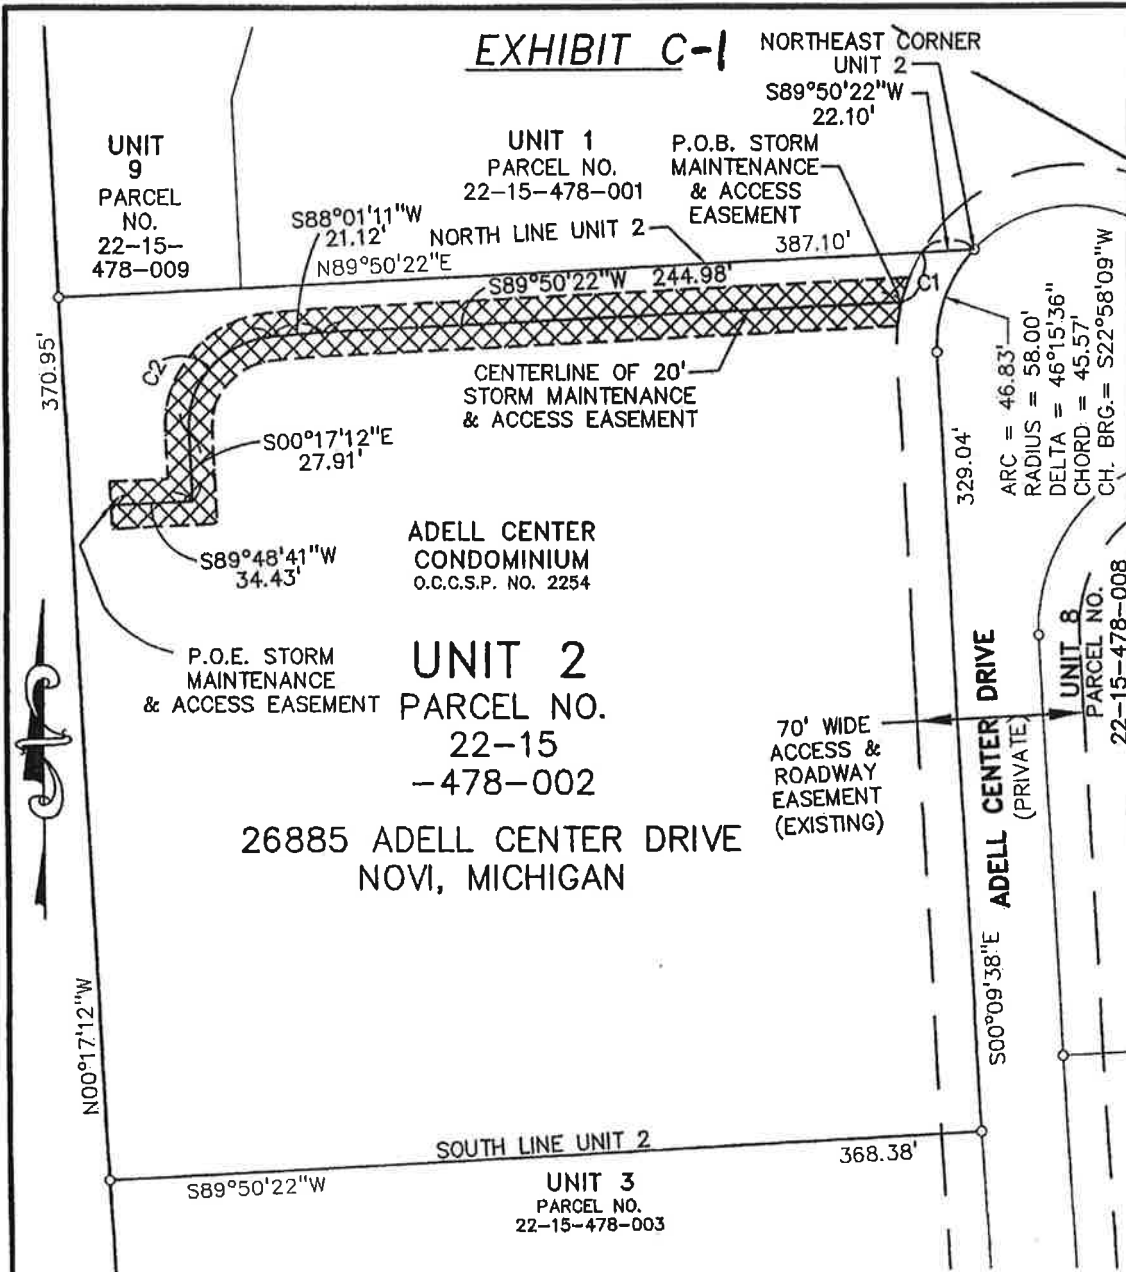 EXHIBIT C-1
NORTHEAST CORNER
UNIT 2
S89°50'22"W
22.10'
UNIT
9
PARCEL
NO.
22-15-
478-009
UNIT 1
PARCEL NO.
22-15-478-001
P.O.B. STORM
MAINTENANCE
& ACCESS
EASEMENT
S88°01'11"W
21.12'
NORTH LINE UNIT 2
387.10'
N89°50'22"E
S89°50'22"W 244.98'
C1
370.95'
C2
CENTERLINE OF 20'
STORM MAINTENANCE
& ACCESS EASEMENT
S00°17'12"E
27.91'
329.04'
ARC = 46.83'
RADIUS = 58.00'
DELTA = 46°15'36"
CHORD = 45.57'
CH. BRG.= S22°58'09"W
S89°48'41"W
34.43'
ADELL CENTER
CONDOMINIUM
O.C.C.S.P. NO. 2254
P.O.E. STORM
MAINTENANCE
& ACCESS EASEMENT
UNIT 2
PARCEL NO.
22-15
-478-002
26885 ADELL CENTER DRIVE
NOVI, MICHIGAN
70' WIDE
ACCESS &
ROADWAY
EASEMENT
(EXISTING)
ADELL CENTER DRIVE
(PRIVATE)
UNIT 8
PARCEL NO.
22-15-478-008
S00°09'38"E
N00°17'12"W
SOUTH LINE UNIT 2
368.38'
S89°50'22"W
UNIT 3
PARCEL NO.
22-15-478-003